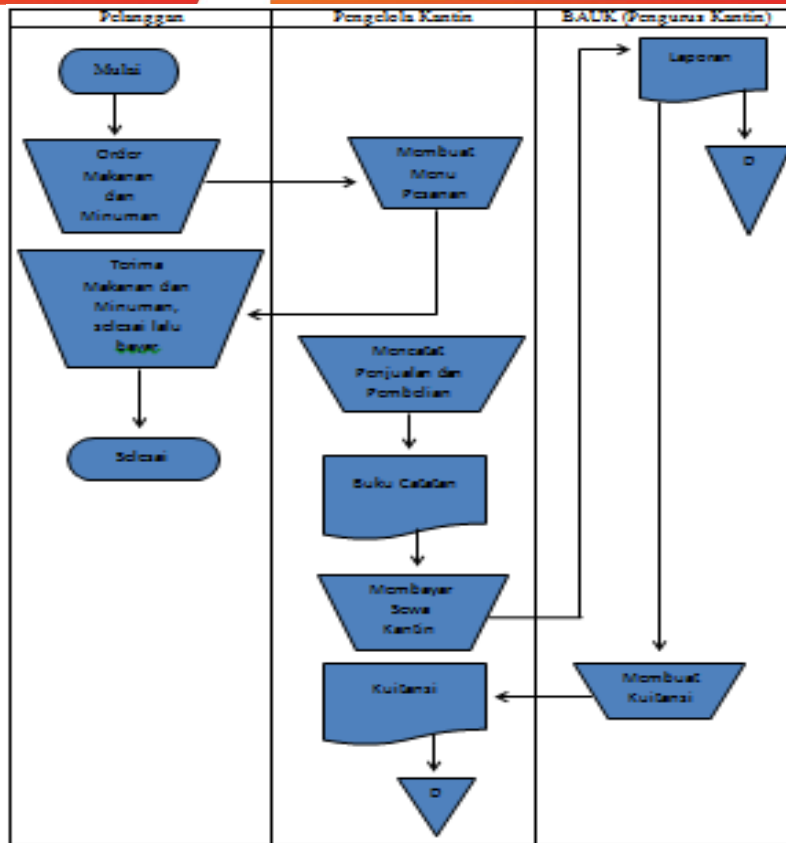 Pelanggan
Pengelola Kantin
BAUK (Pengurus Kantin)
Mulai
Order
Makanan
dan
Minuman
Membuat
Menu
Pesanan
Laporan
D
Terima
Makanan dan
Minuman,
selesai lalu
bayar
Mencatat
Penjualan dan
Pembelian
Selesai
Buku Catatan
Membayar
Sewa
Kantin
Kuitansi
Membuat
Kuitansi
D